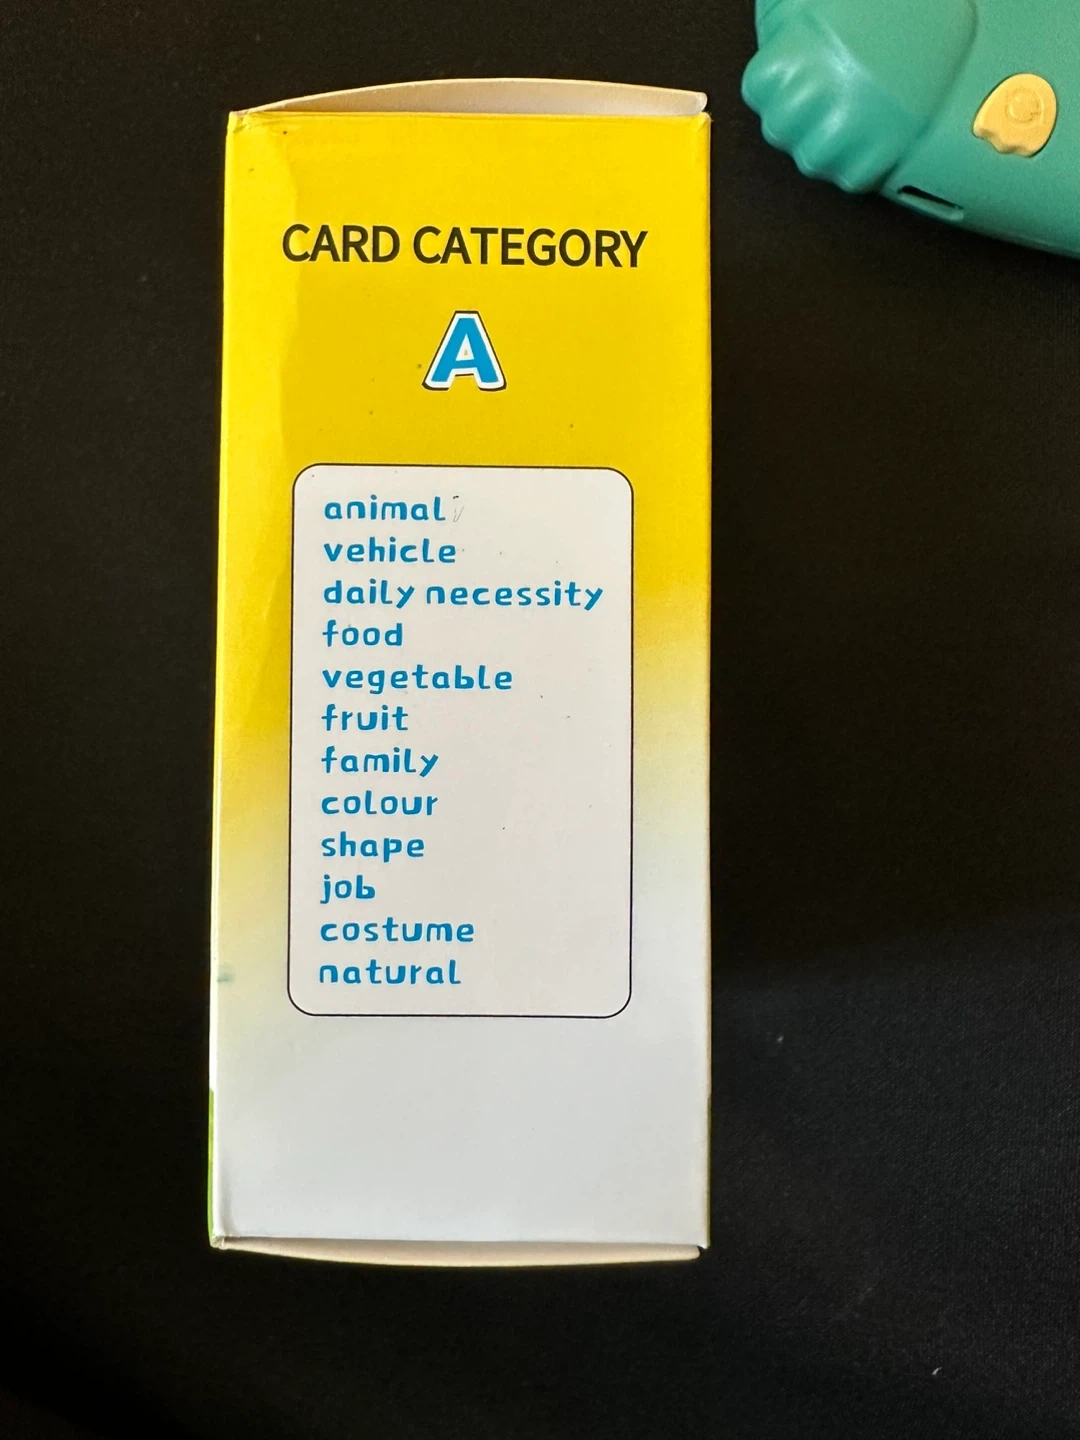 CARD CATEGORY
A
animal
vehicle
daily necessity
food
vegetable
fruit
family
colour
shape
job
costume
natural